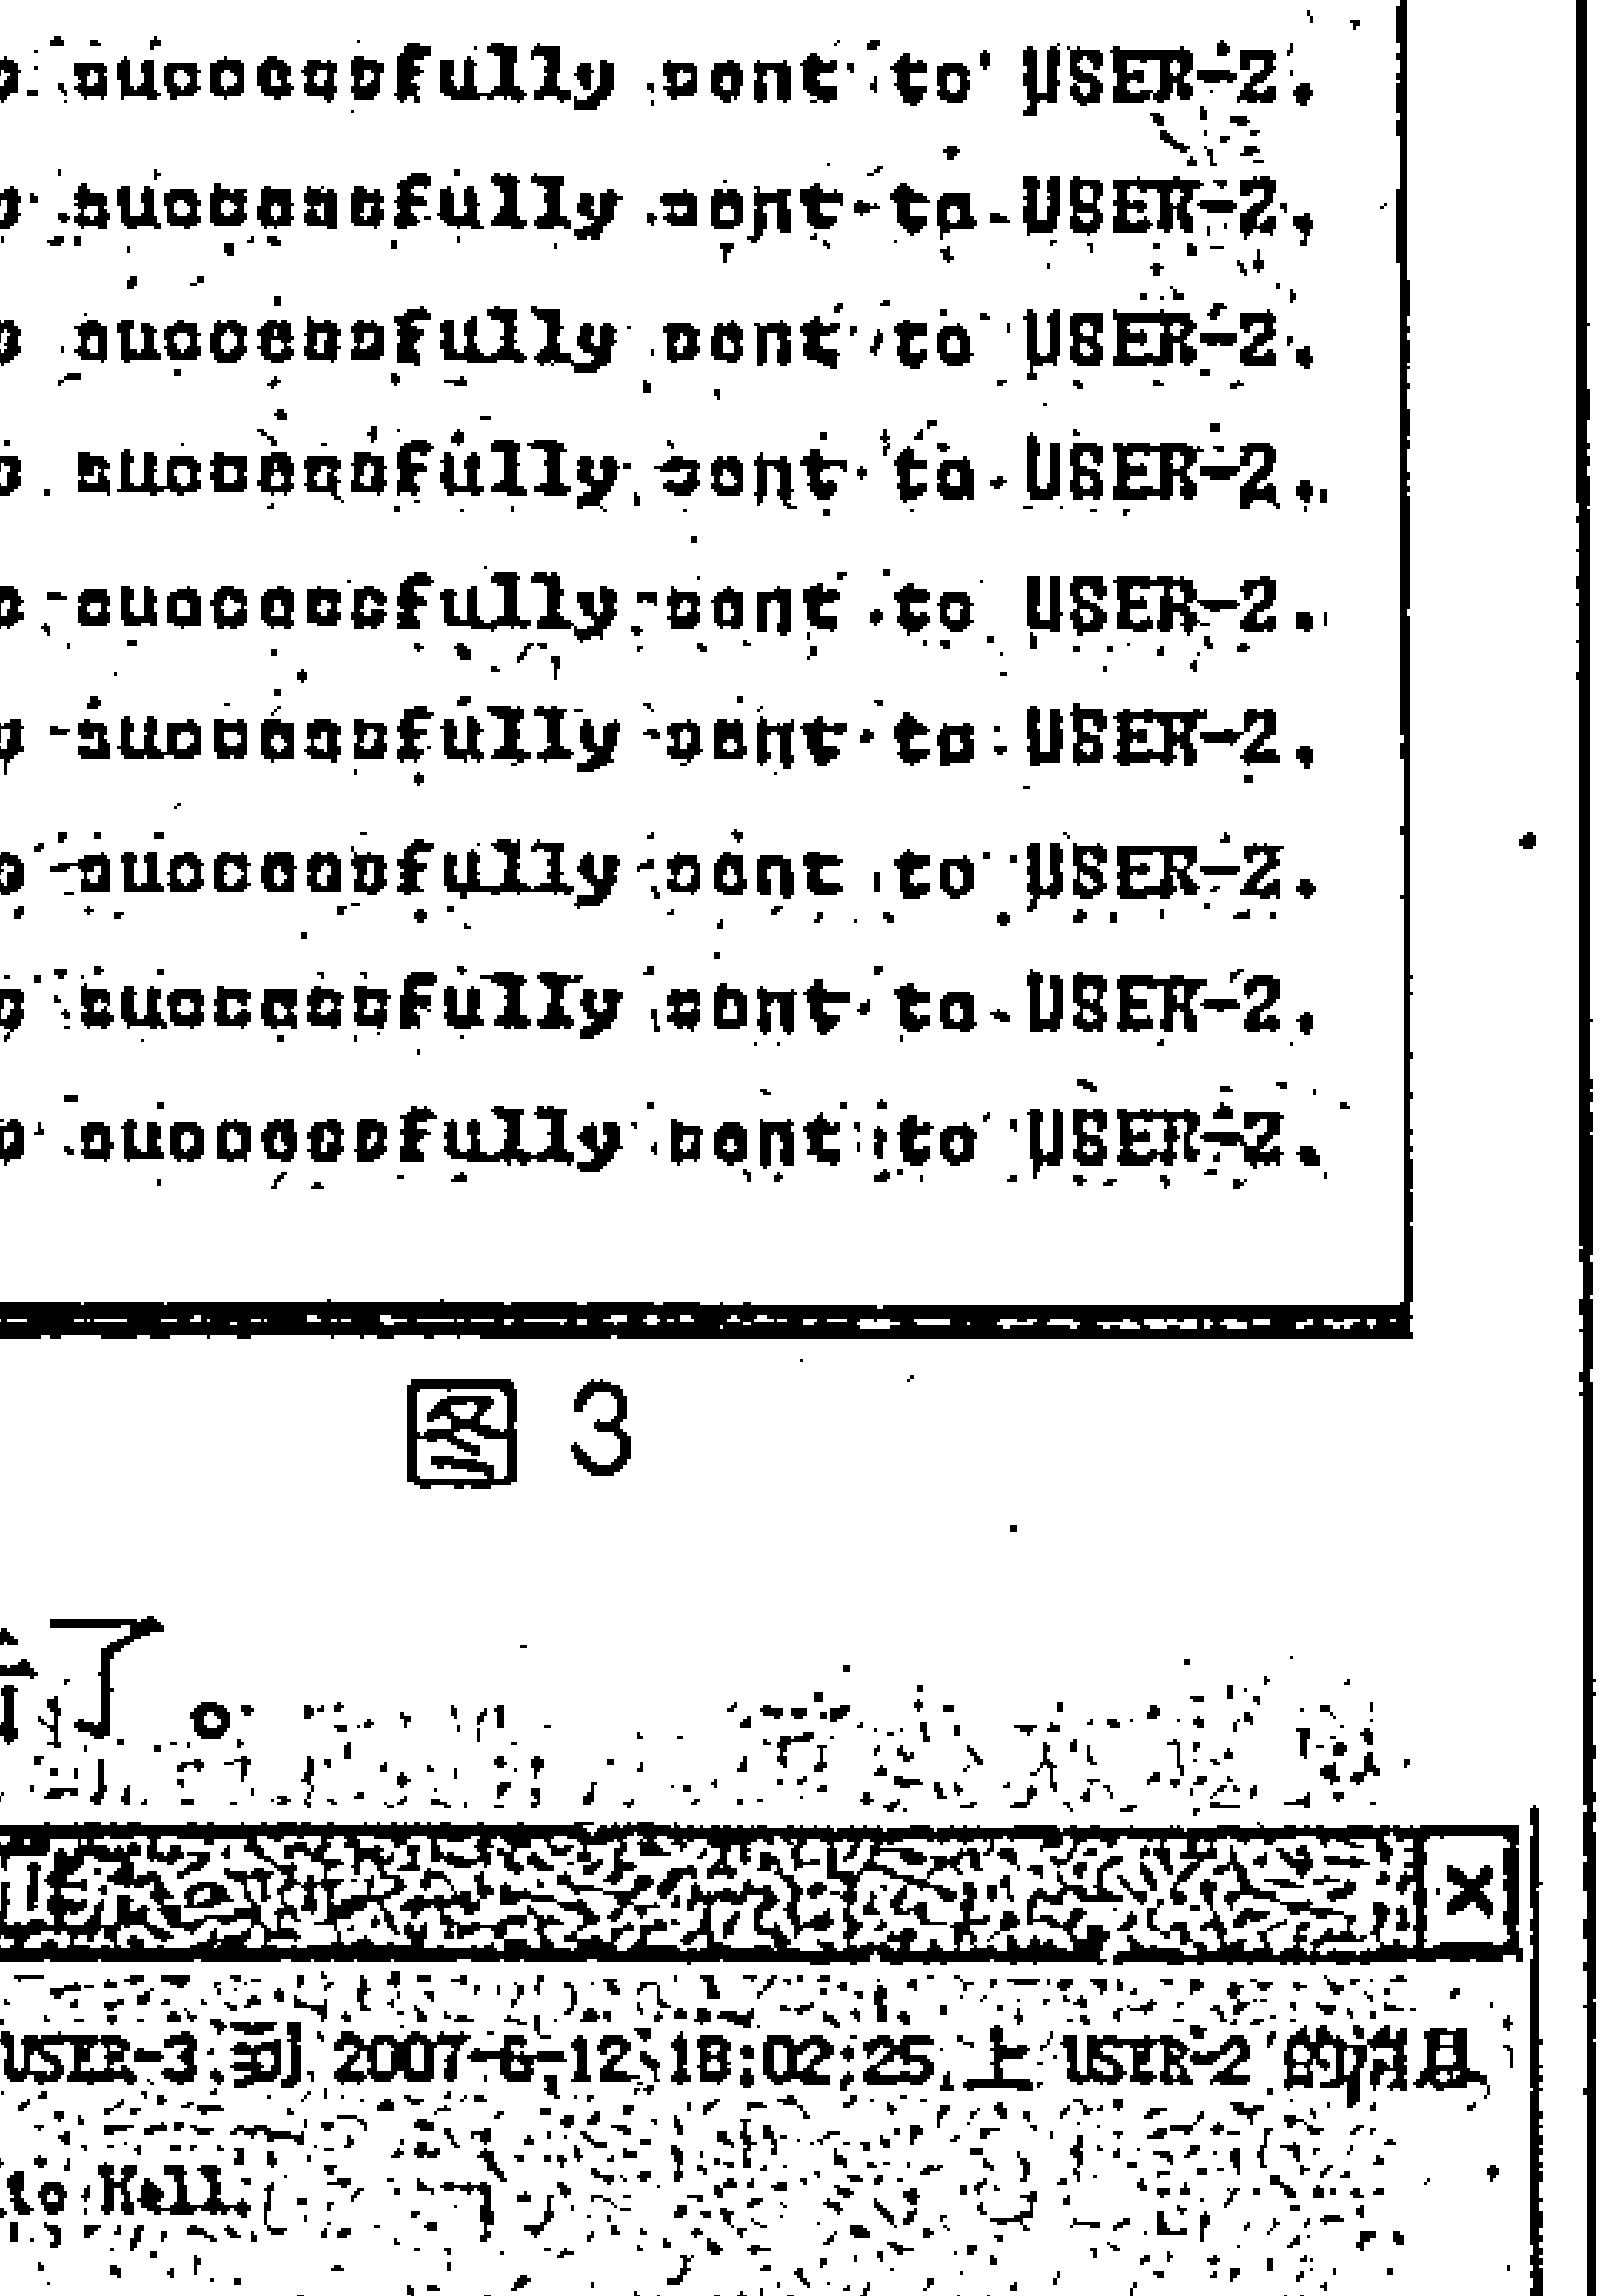 successfully sent to USER-2.
successfully sent to USER-2.
successfully sent to USER-2.
successfully sent to USER-2.
successfully sent to USER-2.
successfully sent to USER-2.
successfully sent to USER-2.
successfully sent to USER-2.
successfully sent to USER-2.
图 3
了。
USER-3 到 2007-6-12 18:02:25 上 USER-2 的消息
to Hell.